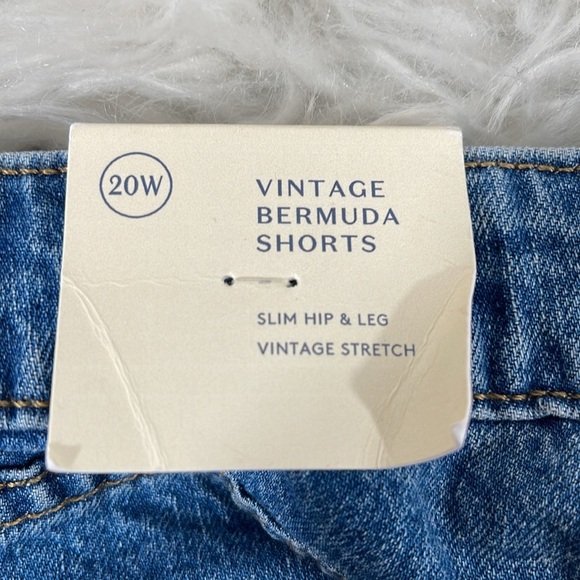 20W
VINTAGE
BERMUDA
SHORTS
SLIM HIP & LEG
VINTAGE STRETCH